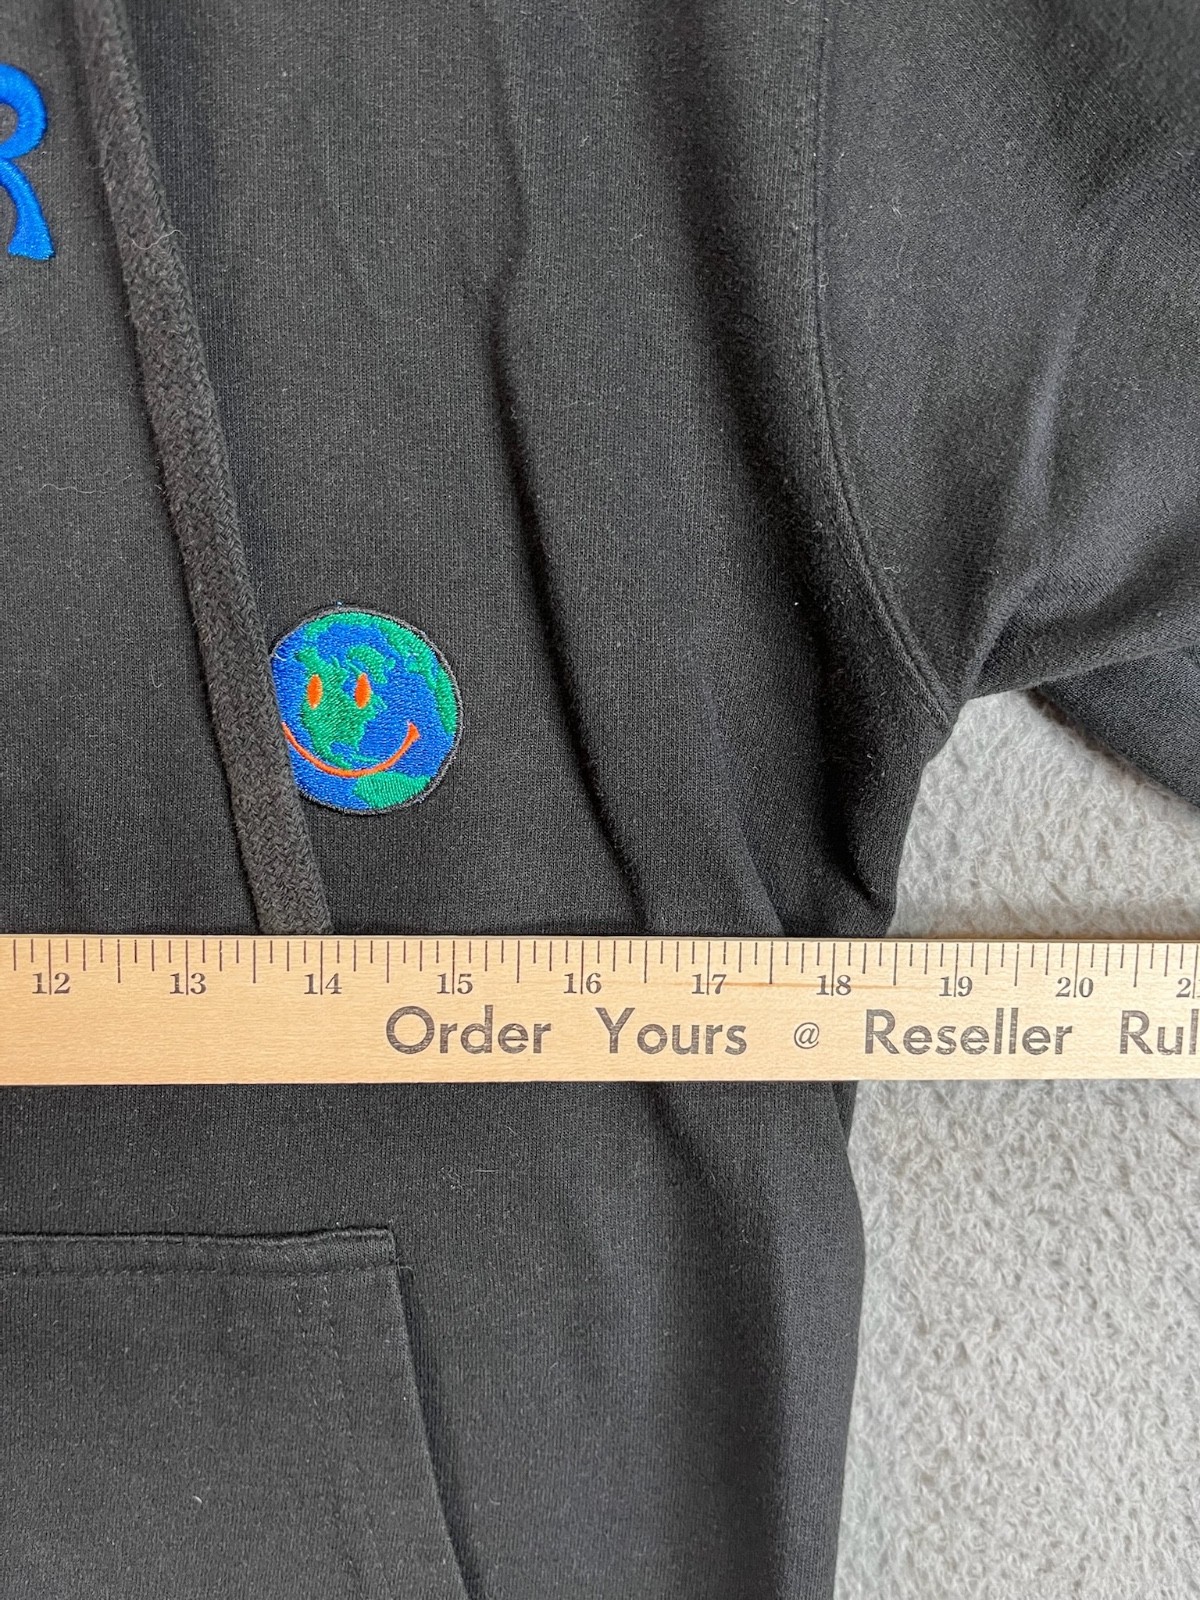 R
12 13 14 15 16 17 18 19 20
Order Yours @ Reseller Rul